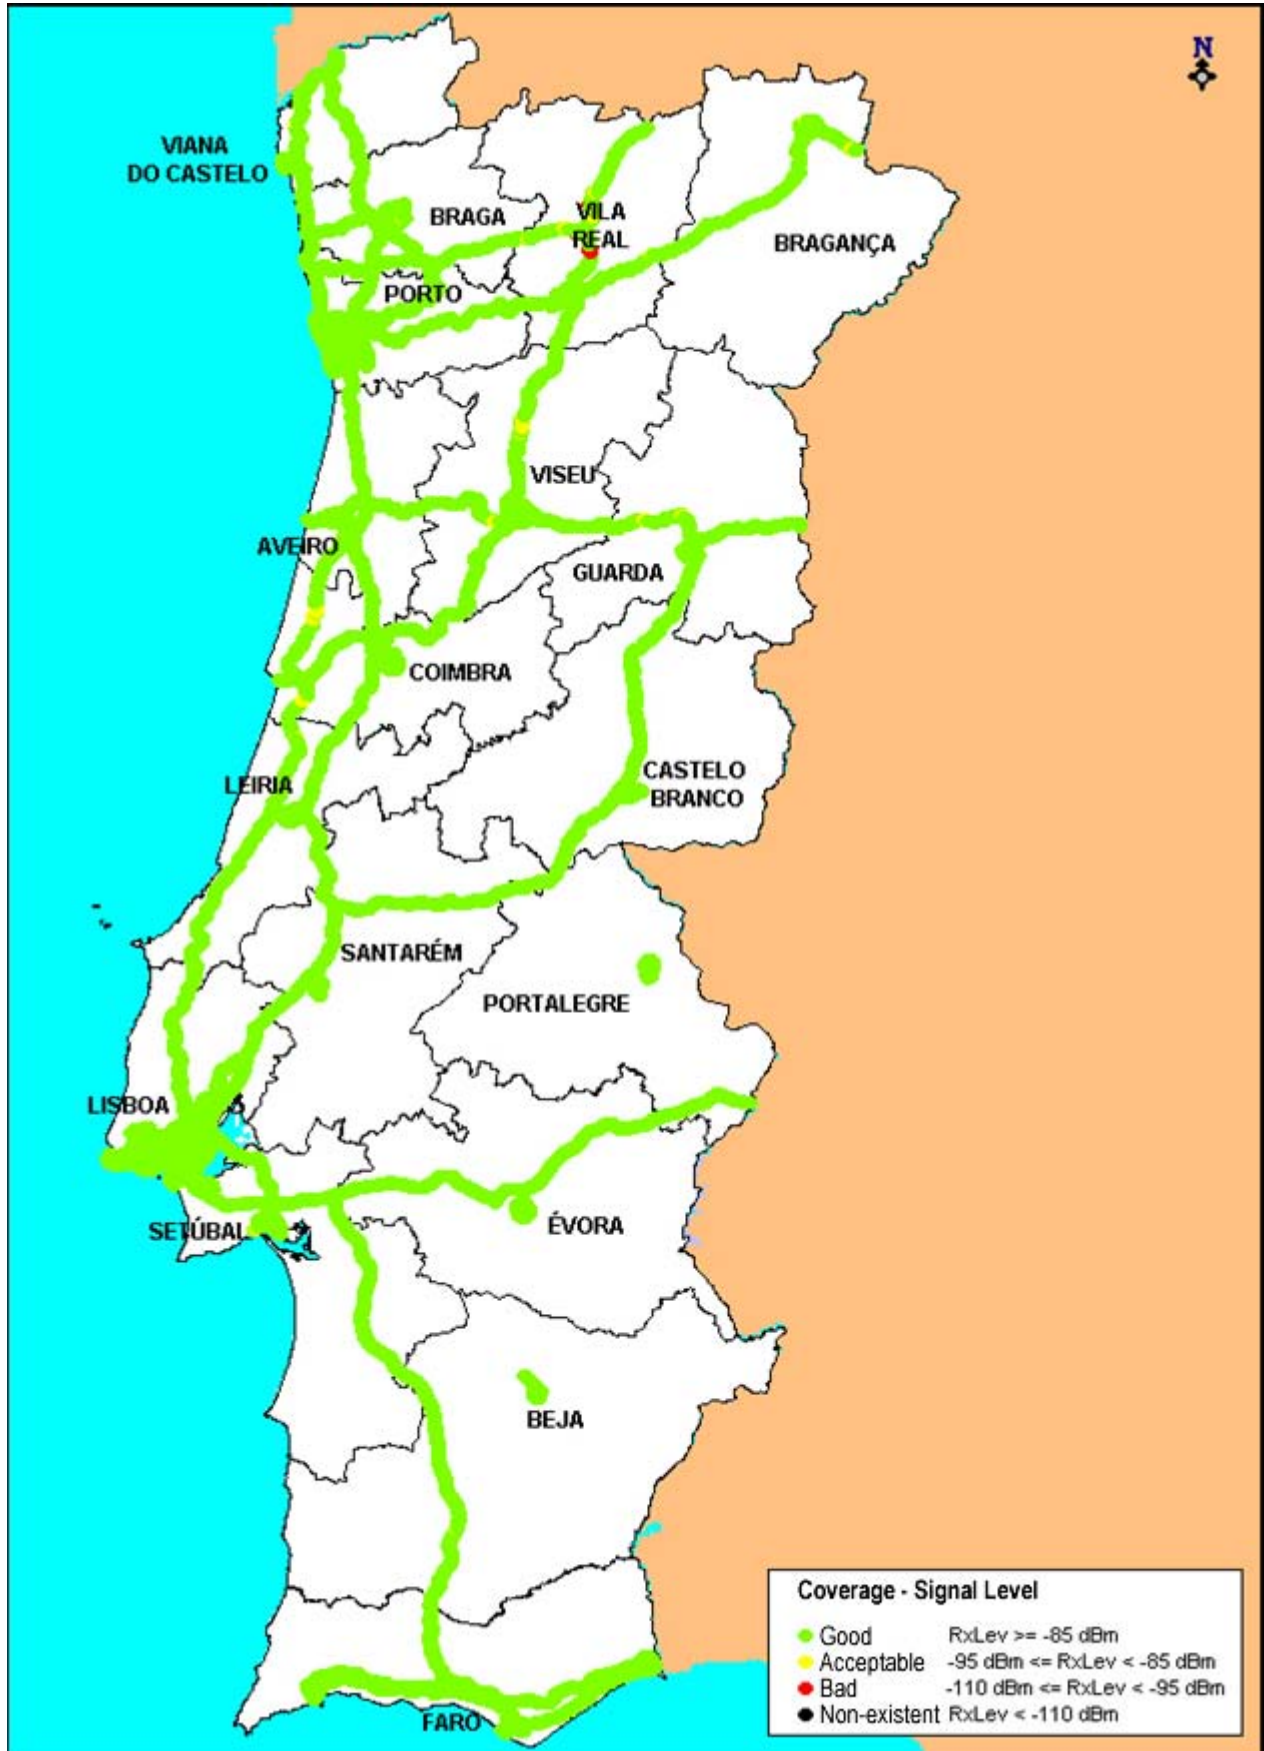 N
VIANA
DO CASTELO
BRAGA
VILA
REAL
BRAGANÇA
PORTO
VISEU
AVEIRO
GUARDA
COIMBRA
LEIRIA
CASTELO
BRANCO
SANTARÉM
PORTALEGRE
LISBOA
SETÚBAL
ÉVORA
BEJA
FARO
Coverage - Signal Level
Good RxLev >= -85 dBm
Acceptable -95 dBm <= RxLev < -85 dBm
Bad -110 dBm <= RxLev < -95 dBm
Non-existent RxLev < -110 dBm